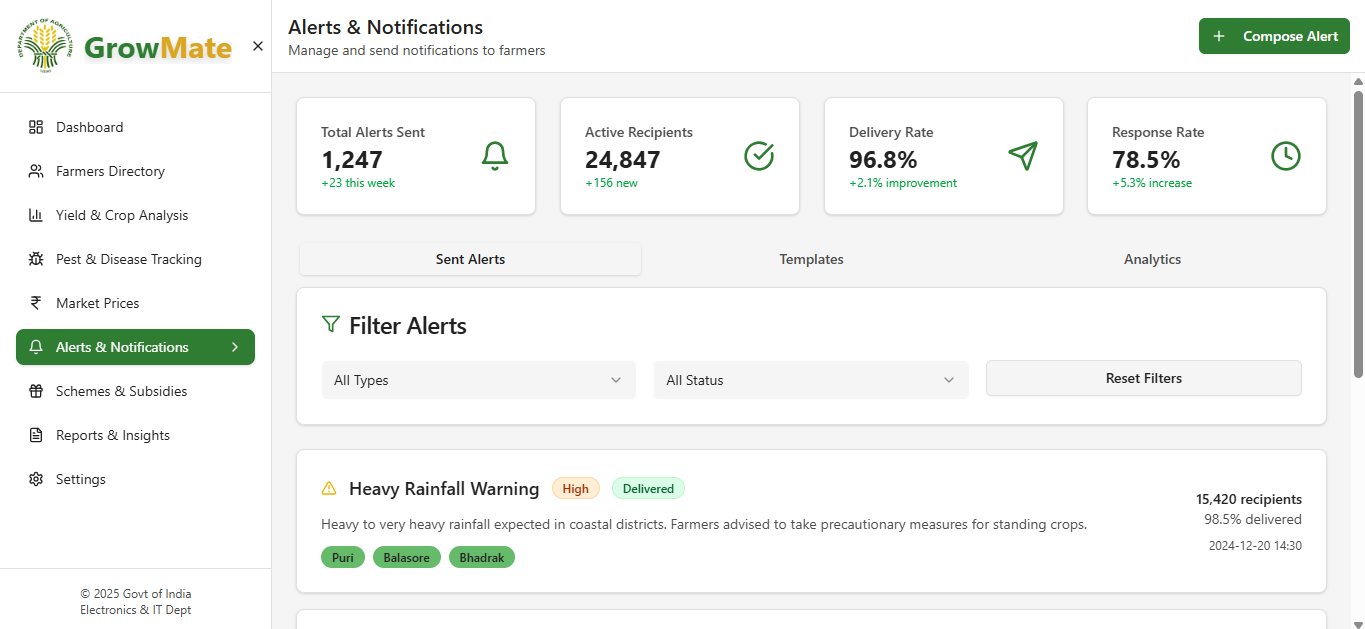 DEPARTMENT OF AGRICULTURE
GrowMate
Dashboard
Farmers Directory
Yield & Crop Analysis
Pest & Disease Tracking
Market Prices
Alerts & Notifications
Schemes & Subsidies
Reports & Insights
Settings
© 2025 Govt of India
Electronics & IT Dept
Alerts & Notifications
Manage and send notifications to farmers
Compose Alert
Total Alerts Sent
1,247
+23 this week
Active Recipients
24,847
+156 new
Delivery Rate
96.8%
+2.1% improvement
Response Rate
78.5%
+5.3% increase
Sent Alerts
Templates
Analytics
Filter Alerts
All Types
All Status
Reset Filters
Heavy Rainfall Warning
High
Delivered
Heavy to very heavy rainfall expected in coastal districts. Farmers advised to take precautionary measures for standing crops.
Puri
Balasore
Bhadrak
15,420 recipients
98.5% delivered
2024-12-20 14:30